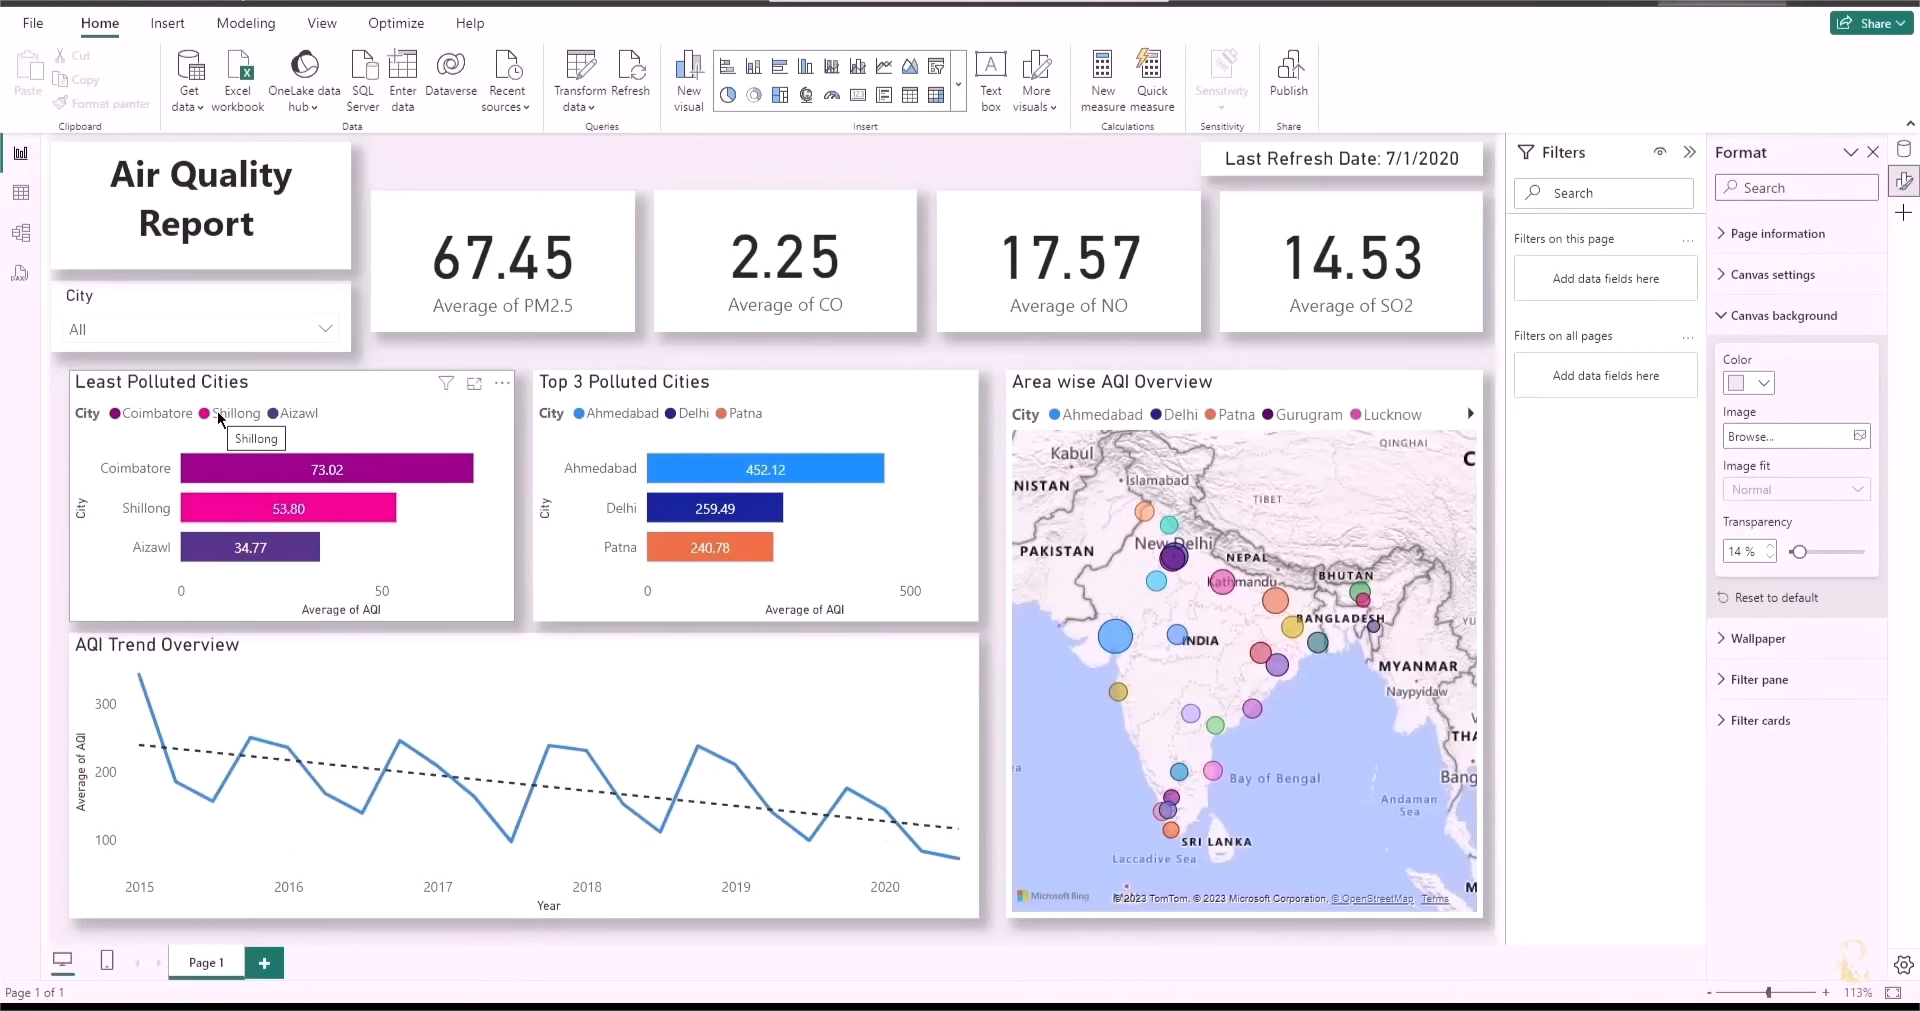 File Home Insert Modeling View Optimize Help
Share
Paste
Cut
Copy
Format painter
Clipboard
Get data
Excel workbook
OneLake data hub
SQL Server
Enter data
Dataverse
Recent sources
Data
Transform data
Refresh
Queries
New visual
Text box
More visuals
Insert
New measure
Quick measure
Calculations
Sensitivity
Sensitivity
Publish
Share
Air Quality
Report
City
All
Last Refresh Date: 7/1/2020
67.45
Average of PM2.5
2.25
Average of CO
17.57
Average of NO
14.53
Average of SO2
Least Polluted Cities
City Coimbatore Shillong Aizawl
Shillong
City
Coimbatore 73.02
Shillong 53.80
Aizawl 34.77
0 50
Average of AQI
Top 3 Polluted Cities
City Ahmedabad Delhi Patna
City
Ahmedabad 452.12
Delhi 259.49
Patna 240.78
0 500
Average of AQI
AQI Trend Overview
Average of AQI
300
200
100
2015 2016 2017 2018 2019 2020
Year
Area wise AQI Overview
City Ahmedabad Delhi Patna Gurugram Lucknow
QINGHAI
Kabul
C
Islamabad
NISTAN
TIBET
New Delhi
PAKISTAN
NEPAL
Kathmandu
BHUTAN
BANGLADESH
YU
INDIA
MYANMAR
Naypyidaw
THA
ea
Bay of Bengal
Bang
Andaman
Sea
SRI LANKA
Laccadive Sea
M
Microsoft Bing
©2023 TomTom, © 2023 Microsoft Corporation, © OpenStreetMap Terms
Filters
Search
Filters on this page ...
Add data fields here
Filters on all pages ...
Add data fields here
Format
Search
Page information
Canvas settings
Canvas background
Color
Image
Browse...
Image fit
Normal
Transparency
14 %
Reset to default
Wallpaper
Filter pane
Filter cards
Page 1
+
Page 1 of 1
- + 113%